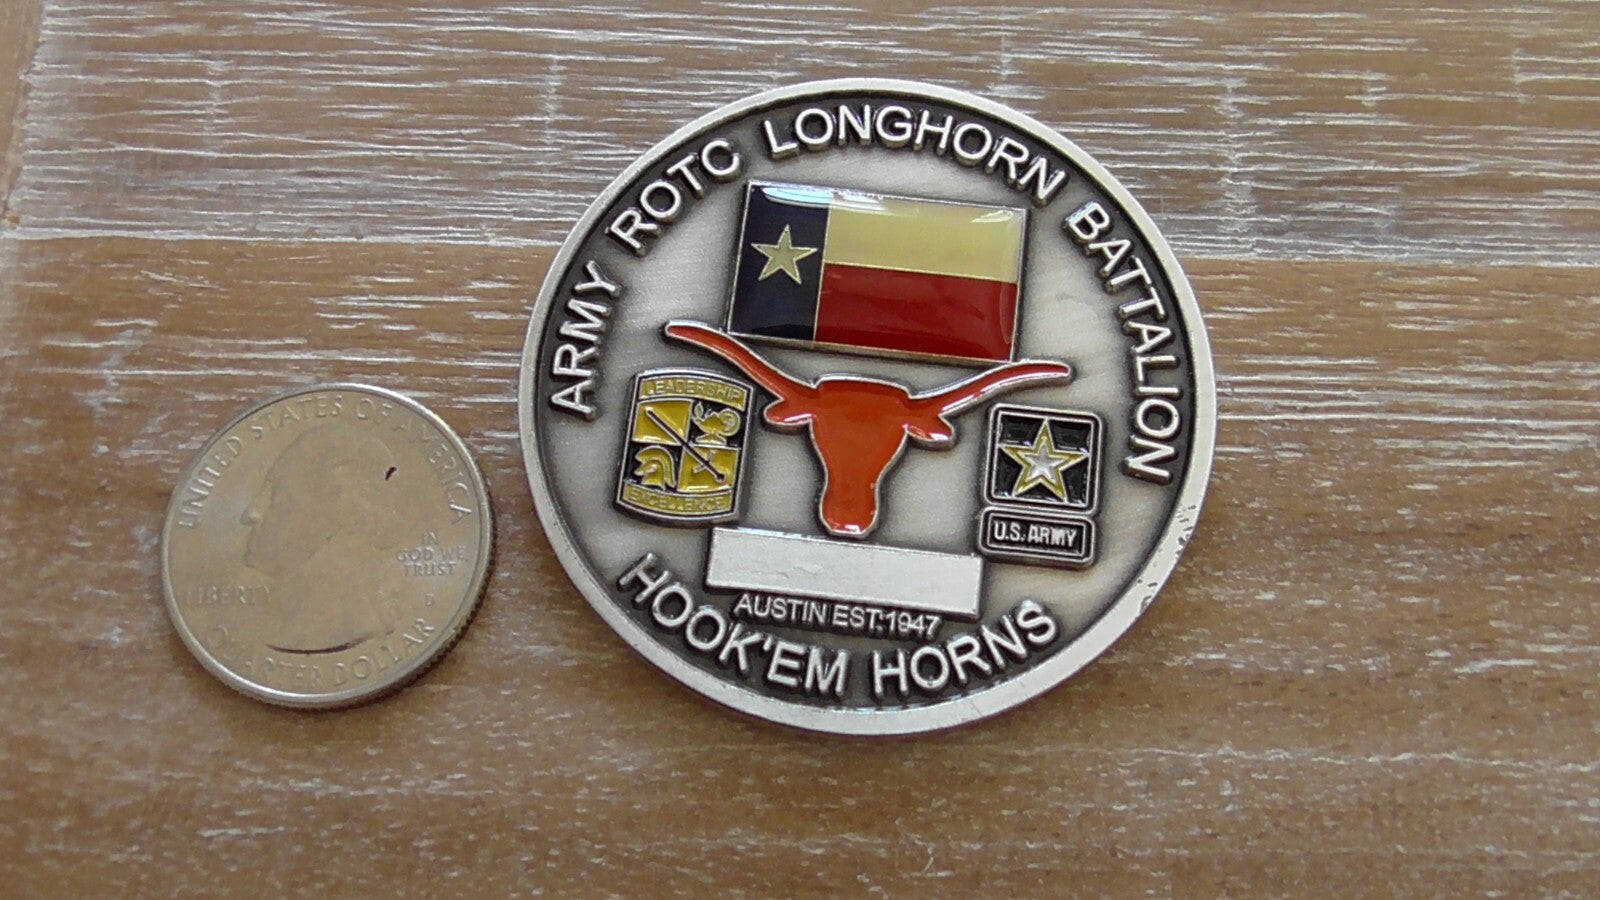 ARMY ROTC LONGHORN BATTALION
LEADERSHIP
EXCELLENCE
U.S. ARMY
AUSTIN EST.1947
HOOK'EM HORNS
UNITED STATES OF AMERICA
IN
GOD WE
TRUST
LIBERTY
D
QUARTER DOLLAR